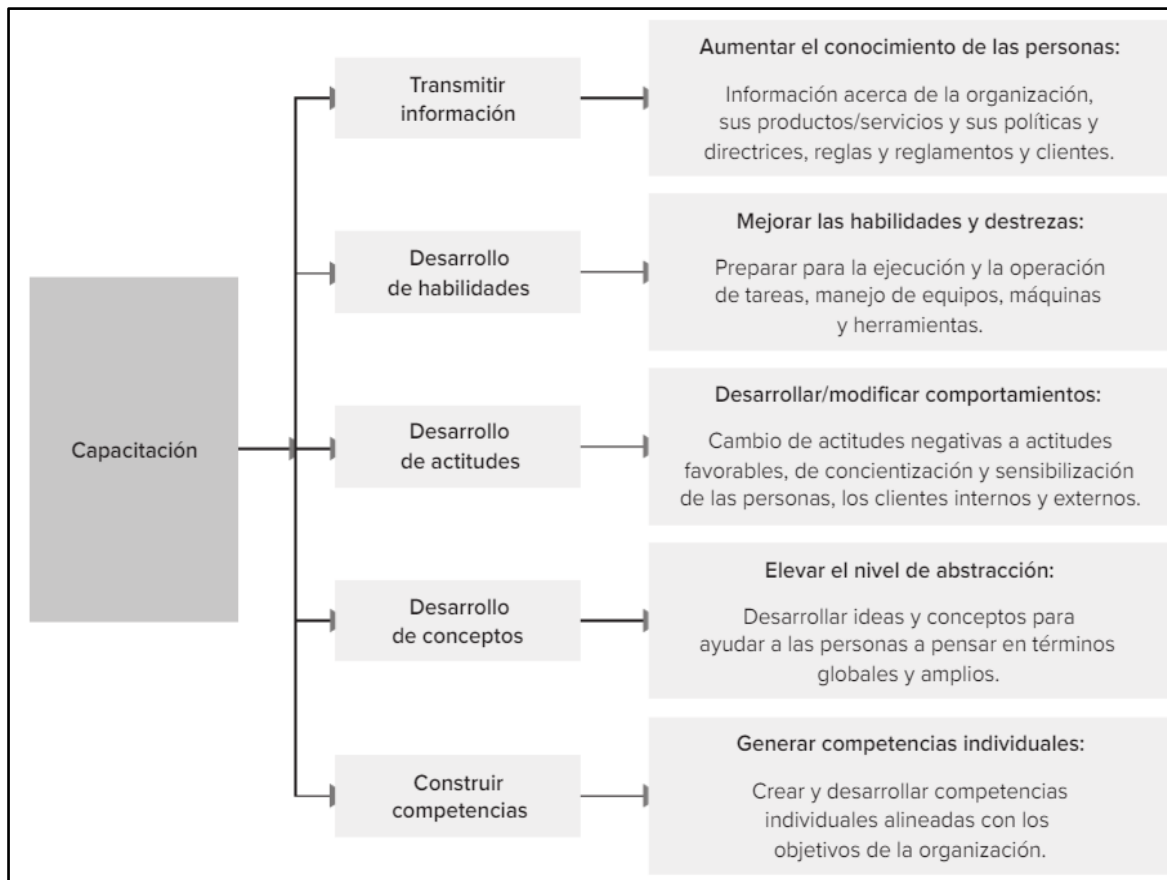 Capacitación
Transmitir
información
Aumentar el conocimiento de las personas:
Información acerca de la organización,
sus productos/servicios y sus políticas y
directrices, reglas y reglamentos y clientes.
Desarrollo
de habilidades
Mejorar las habilidades y destrezas:
Preparar para la ejecución y la operación
de tareas, manejo de equipos, máquinas
y herramientas.
Desarrollo
de actitudes
Desarrollar/modificar comportamientos:
Cambio de actitudes negativas a actitudes
favorables, de concientización y sensibilización
de las personas, los clientes internos y externos.
Desarrollo
de conceptos
Elevar el nivel de abstracción:
Desarrollar ideas y conceptos para
ayudar a las personas a pensar en términos
globales y amplios.
Construir
competencias
Generar competencias individuales:
Crear y desarrollar competencias
individuales alineadas con los
objetivos de la organización.